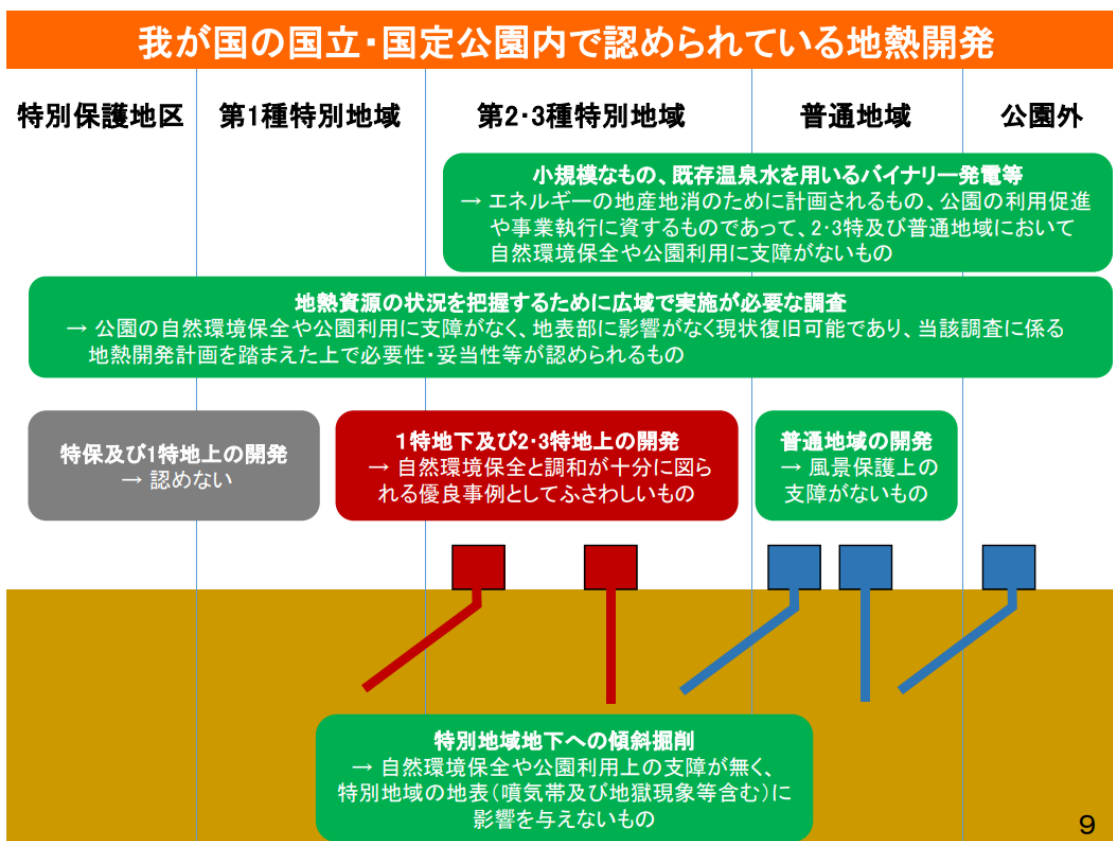 我が国の国立・国定公園内で認められている地熱開発
特別保護地区
第1種特別地域
第2・3種特別地域
普通地域
公園外
小規模なもの、既存温泉水を用いるバイナリー発電等
→ エネルギーの地産地消のために計画されるもの、公園の利用促進
や事業執行に資するものであって、2・3特及び普通地域において
自然環境保全や公園利用に支障がないもの
地熱資源の状況を把握するために広域で実施が必要な調査
→ 公園の自然環境保全や公園利用に支障がなく、地表部に影響がなく現状復旧可能であり、当該調査に係る
地熱開発計画を踏まえた上で必要性・妥当性等が認められるもの
特保及び1特地上の開発
→ 認めない
1特地下及び2・3特地上の開発
→ 自然環境保全と調和が十分に図ら
れる優良事例としてふさわしいもの
普通地域の開発
→ 風景保護上の
支障がないもの
特別地域地下への傾斜掘削
→ 自然環境保全や公園利用上の支障が無く、
特別地域の地表(噴気帯及び地獄現象等含む)に
影響を与えないもの
9